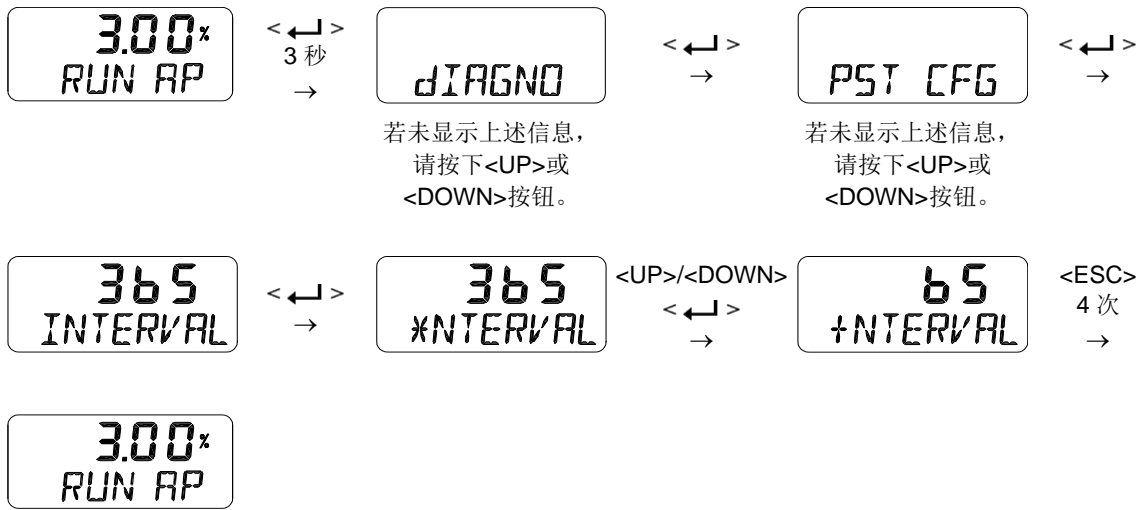 3.00%
RUN AP
<↵>
3 秒
→
dIAGNO
若未显示上述信息，
请按下<UP>或
<DOWN>按钮。
<↵>
→
PST CFG
若未显示上述信息，
请按下<UP>或
<DOWN>按钮。
<↵>
→
365
INTERVAL
<↵>
→
365
*NTERVAL
<UP>/<DOWN>
<↵>
→
65
+NTERVAL
<ESC>
4 次
→
3.00%
RUN AP